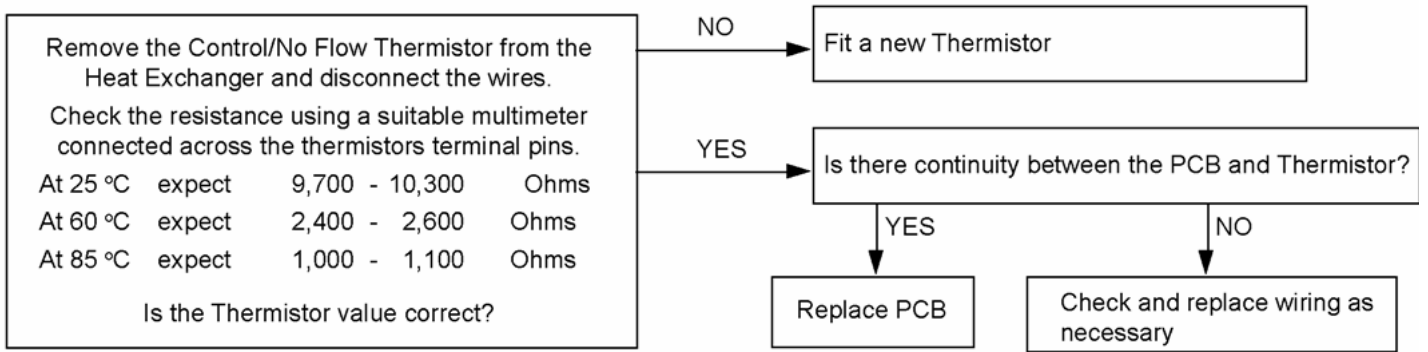 Remove the Control/No Flow Thermistor from the
Heat Exchanger and disconnect the wires.
Check the resistance using a suitable multimeter
connected across the thermistors terminal pins.
At 25 ºC expect 9,700 - 10,300 Ohms
At 60 ºC expect 2,400 - 2,600 Ohms
At 85 ºC expect 1,000 - 1,100 Ohms
Is the Thermistor value correct?
NO
Fit a new Thermistor
YES
Is there continuity between the PCB and Thermistor?
YES
NO
Replace PCB
Check and replace wiring as
necessary